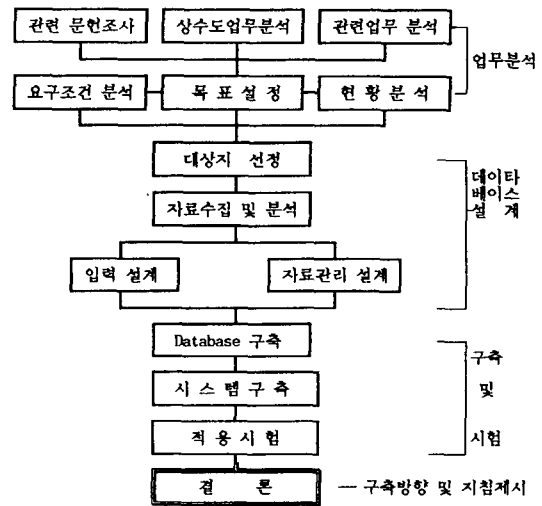 관련 문헌조사 상수도업무분석 관련업무 분석
업무분석
요구조건 분석 목 표 설 정 현 황 분 석
대상지 선정
데이타
베이스
설 계
자료수집 및 분석
입력 설계 자료관리 설계
Database 구축
구축
시 스 템 구 축
및
적 용 시 험
시험
결 론 — 구축방향 및 지침제시